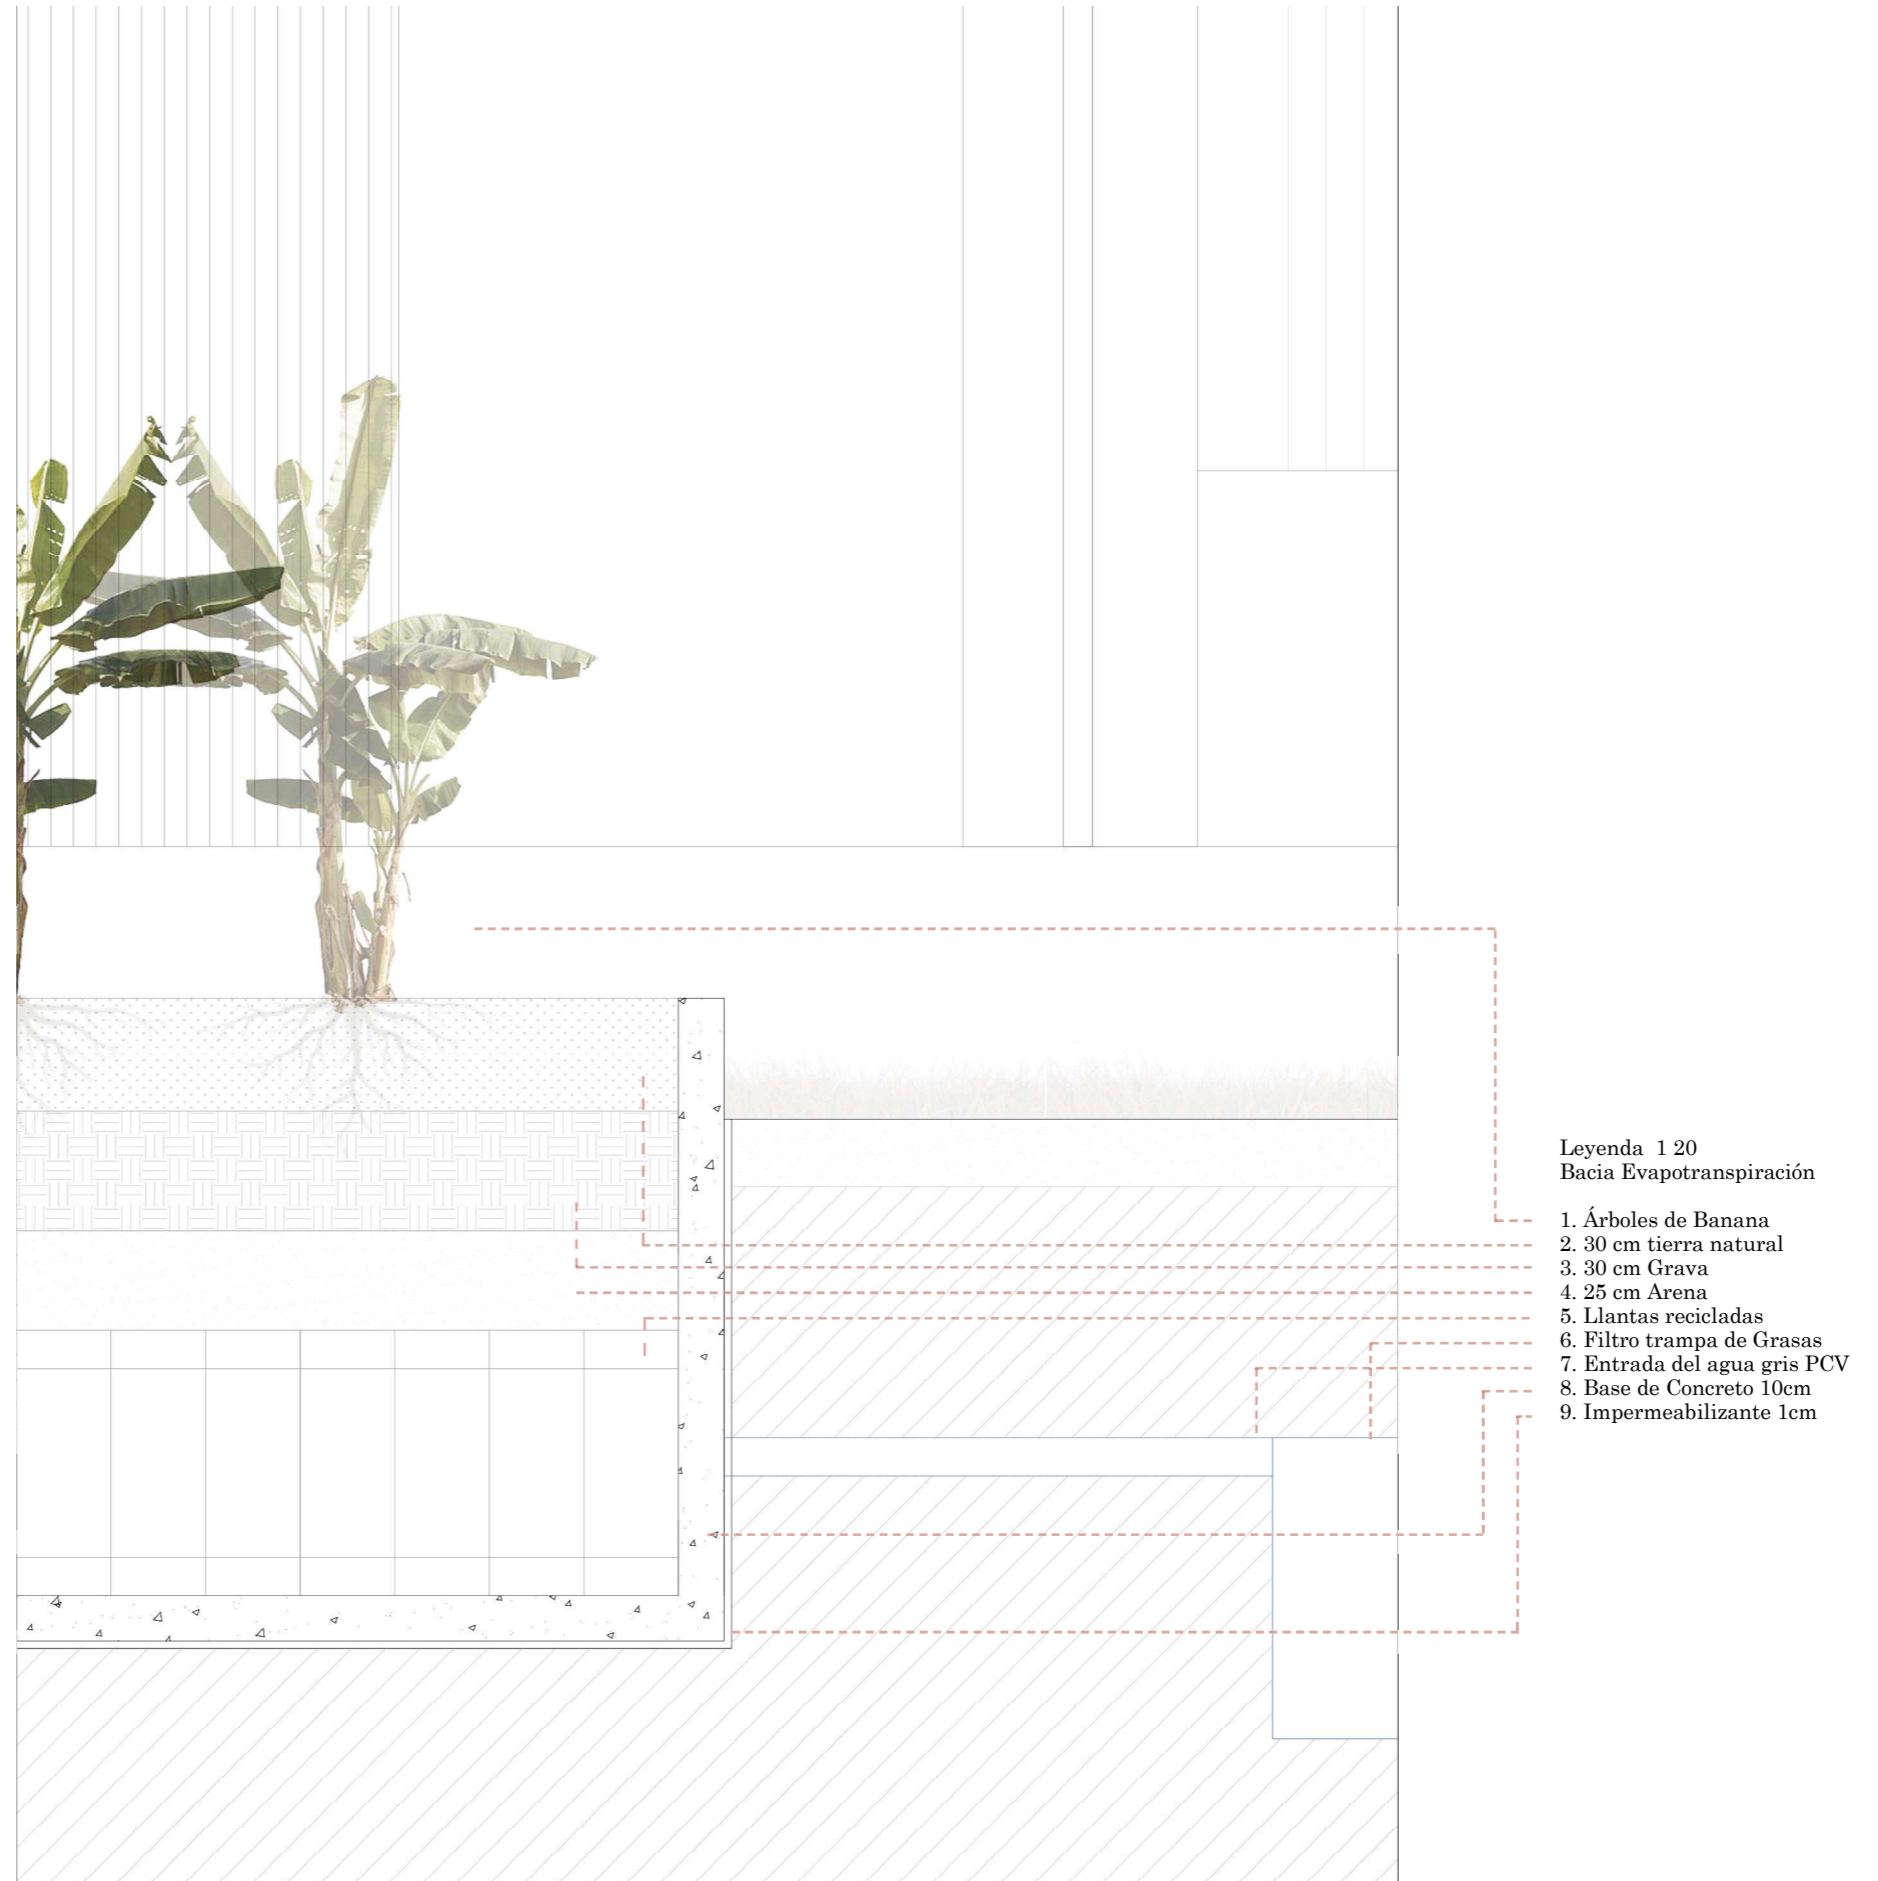 Leyenda 1 20
Bacia Evapotranspiración
1. Árboles de Banana
2. 30 cm tierra natural
3. 30 cm Grava
4. 25 cm Arena
5. Llantas recicladas
6. Filtro trampa de Grasas
7. Entrada del agua gris PCV
8. Base de Concreto 10cm
9. Impermeabilizante 1cm